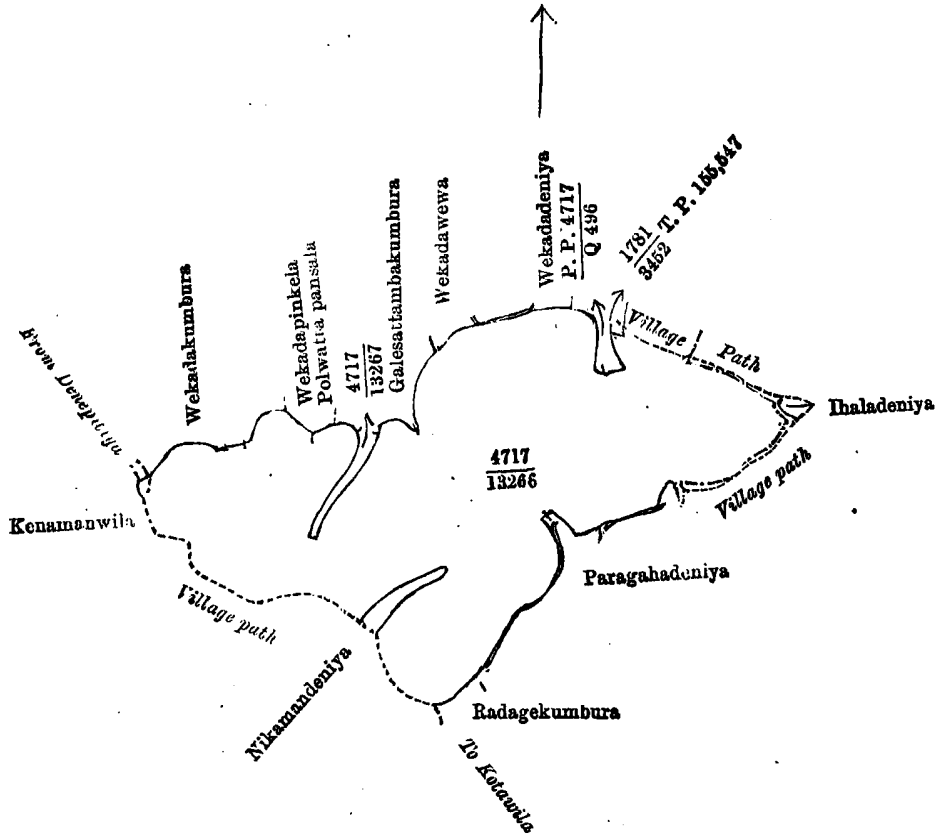 Wekadadeniya
P. P. 4717
Q 496
1781
3452
T. P. 155,547
Wekadawewa
Galesattambakumbura
4717
13267
Wekadapinkela
Polwatta pansala
Wekadakumbura
From Denepitiya
Village Path
Ihaladeniya
4717
13266
Village path
Kenamanwila
Paragahadeniya
Village path
Nikamandeniya
Radagekumbura
To Kotawila